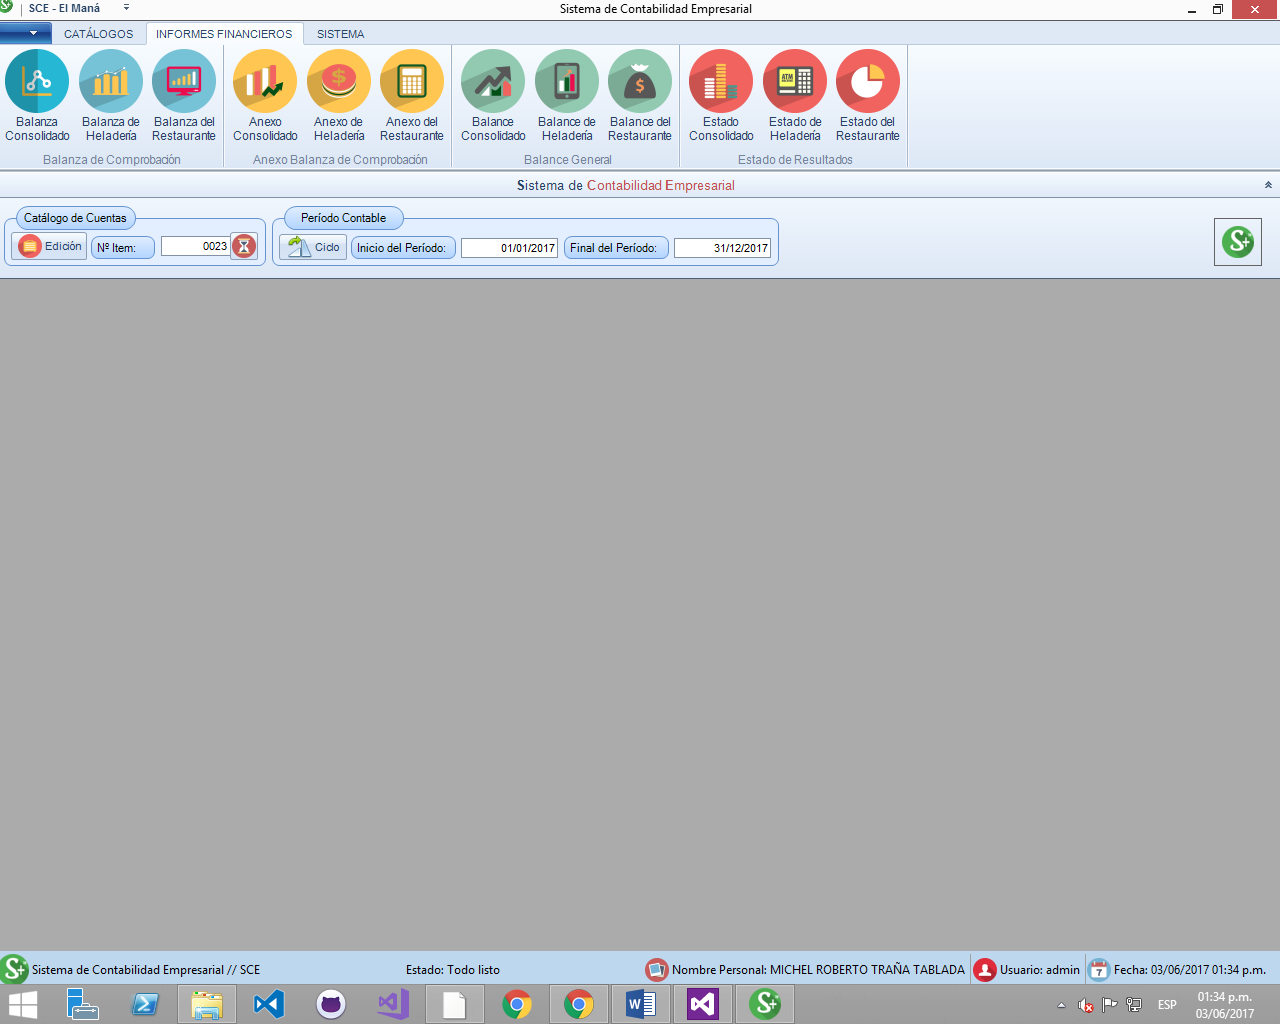 SCE - El Maná
Sistema de Contabilidad Empresarial
CATÁLOGOS
INFORMES FINANCIEROS
SISTEMA
Balanza
Consolidado
Balanza de
Heladería
Balanza del
Restaurante
Balanza de Comprobación
Anexo
Consolidado
Anexo de
Heladería
Anexo del
Restaurante
Anexo Balanza de Comprobación
Balance
Consolidado
Balance de
Heladería
Balance del
Restaurante
Balance General
Estado
Consolidado
ATM
Estado de
Heladería
Estado del
Restaurante
Estado de Resultados
Sistema de Contabilidad Empresarial
Catálogo de Cuentas
Edición
Nº Item:
0023
Período Contable
Ciclo
Inicio del Período:
01/01/2017
Final del Período:
31/12/2017
S+
S+
Sistema de Contabilidad Empresarial // SCE
Estado: Todo listo
Nombre Personal: MICHEL ROBERTO TRAÑA TABLADA
Usuario: admin
7
Fecha: 03/06/2017 01:34 p.m.
S+
ESP
01:34 p.m.
03/06/2017